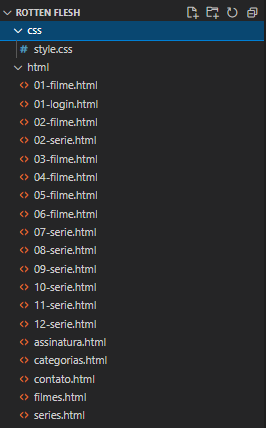 ROTTEN FLESH
css
# style.css
html
<> 01-filme.html
<> 01-login.html
<> 02-filme.html
<> 02-serie.html
<> 03-filme.html
<> 04-filme.html
<> 05-filme.html
<> 06-filme.html
<> 07-serie.html
<> 08-serie.html
<> 09-serie.html
<> 10-serie.html
<> 11-serie.html
<> 12-serie.html
<> assinatura.html
<> categorias.html
<> contato.html
<> filmes.html
<> series.html